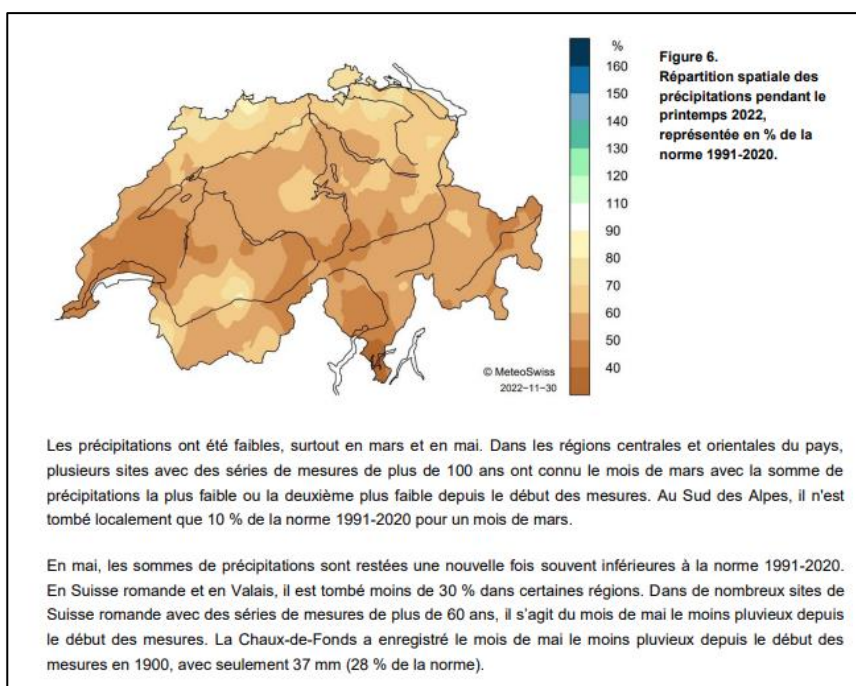 %
160
150
140
130
120
110
90
80
70
60
50
40
Figure 6.
Répartition spatiale des
précipitations pendant le
printemps 2022,
représentée en % de la
norme 1991-2020.
© MeteoSwiss
2022-11-30
Les précipitations ont été faibles, surtout en mars et en mai. Dans les régions centrales et orientales du pays,
plusieurs sites avec des séries de mesures de plus de 100 ans ont connu le mois de mars avec la somme de
précipitations la plus faible ou la deuxième plus faible depuis le début des mesures. Au Sud des Alpes, il n'est
tombé localement que 10 % de la norme 1991-2020 pour un mois de mars.
En mai, les sommes de précipitations sont restées une nouvelle fois souvent inférieures à la norme 1991-2020.
En Suisse romande et en Valais, il est tombé moins de 30 % dans certaines régions. Dans de nombreux sites de
Suisse romande avec des séries de mesures de plus de 60 ans, il s'agit du mois de mai le moins pluvieux depuis
le début des mesures. La Chaux-de-Fonds a enregistré le mois de mai le moins pluvieux depuis le début des
mesures en 1900, avec seulement 37 mm (28 % de la norme).